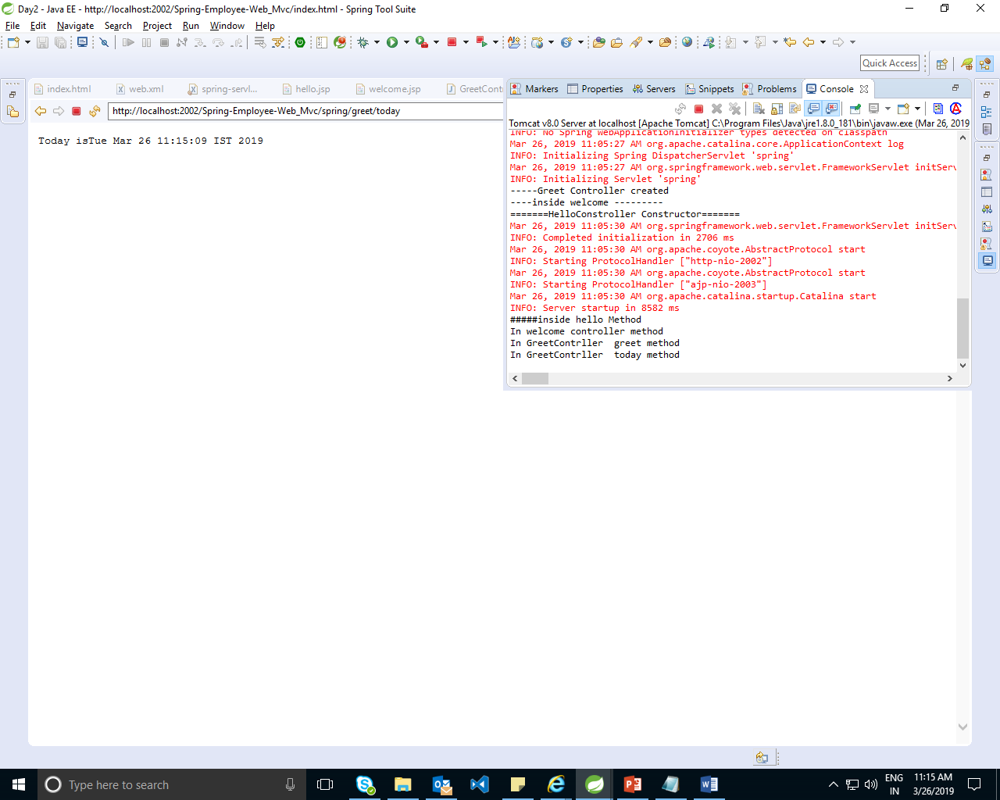 Day2 - Java EE - http://localhost:2002/Spring-Employee-Web_Mvc/index.html - Spring Tool Suite
File Edit Navigate Search Project Run Window Help
Quick Access
index.html web.xml spring-servl... hello.jsp welcome.jsp GreetCont
http://localhost:2002/Spring-Employee-Web_Mvc/spring/greet/today
Today isTue Mar 26 11:15:09 IST 2019
Markers Properties Servers Snippets Problems Console
Tomcat v8.0 Server at localhost [Apache Tomcat] C:\Program Files\Java\jre1.8.0_181\bin\javaw.exe (Mar 26, 2019
INFO: No Spring WebApplicationInitializer types detected on classpath
Mar 26, 2019 11:05:27 AM org.apache.catalina.core.ApplicationContext log
INFO: Initializing Spring DispatcherServlet 'spring'
Mar 26, 2019 11:05:27 AM org.springframework.web.servlet.FrameworkServlet initServ
INFO: Initializing Servlet 'spring'
-----Greet Controller created
----inside welcome ---------
=======HelloConstroller Constructor=======
Mar 26, 2019 11:05:30 AM org.springframework.web.servlet.FrameworkServlet initServ
INFO: Completed initialization in 2706 ms
Mar 26, 2019 11:05:30 AM org.apache.coyote.AbstractProtocol start
INFO: Starting ProtocolHandler ["http-nio-2002"]
Mar 26, 2019 11:05:30 AM org.apache.coyote.AbstractProtocol start
INFO: Starting ProtocolHandler ["ajp-nio-2003"]
Mar 26, 2019 11:05:30 AM org.apache.catalina.startup.Catalina start
INFO: Server startup in 8582 ms
#####inside hello Method
In welcome controller method
In GreetContrller  greet method
In GreetContrller  today method
Type here to search
ENG
IN
11:15 AM
3/26/2019